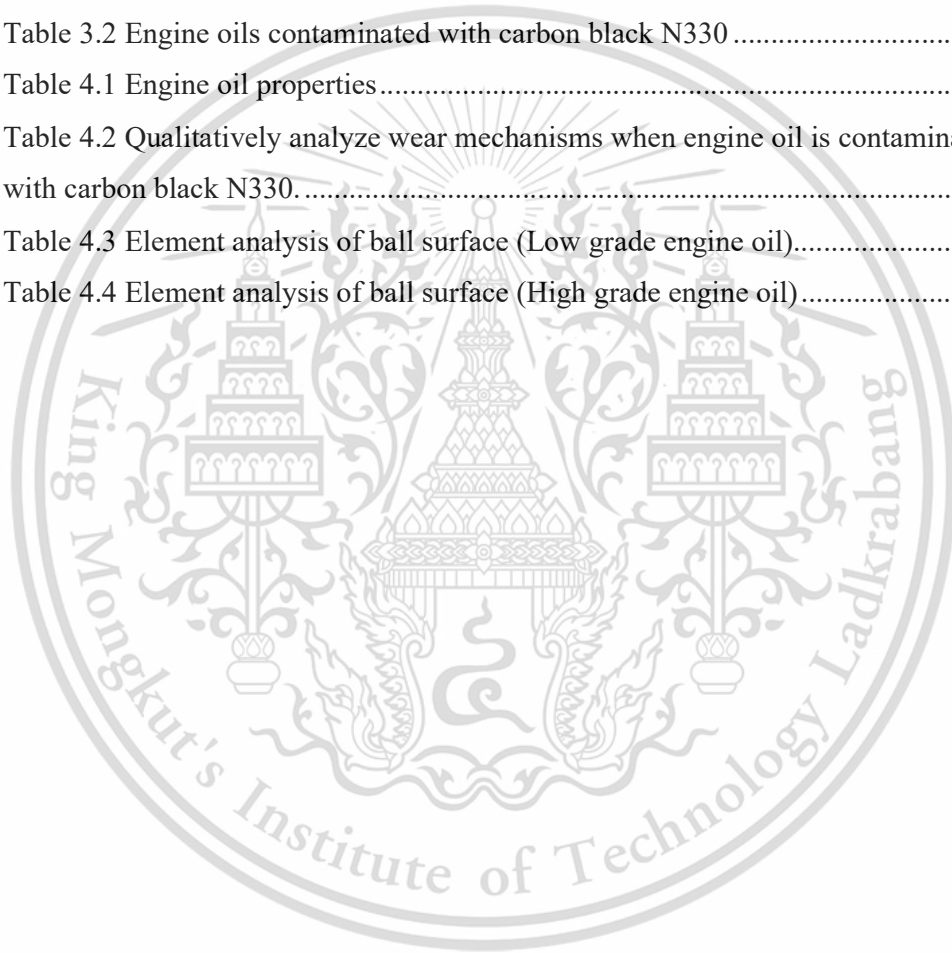 Table 3.2 Engine oils contaminated with carbon black N330 ..........................
Table 4.1 Engine oil properties ..........................................................................
Table 4.2 Qualitatively analyze wear mechanisms when engine oil is contamina
with carbon black N330. ....................................................................................
Table 4.3 Element analysis of ball surface (Low grade engine oil)....................
Table 4.4 Element analysis of ball surface (High grade engine oil) ...................
King Mongkut's Institute of Technology Ladkrabang